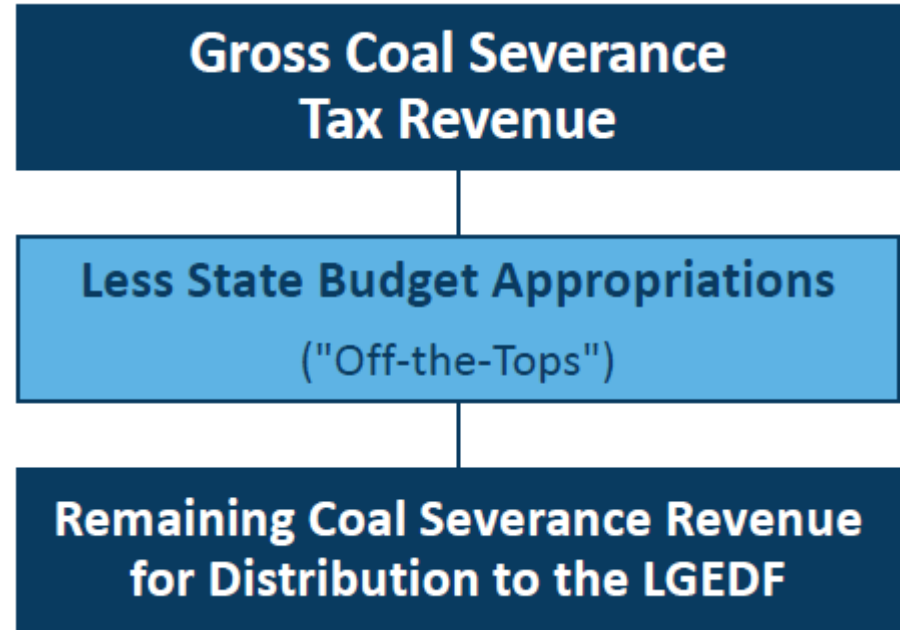 Gross Coal Severance
Tax Revenue
Less State Budget Appropriations
("Off-the-Tops")
Remaining Coal Severance Revenue
for Distribution to the LGEDF